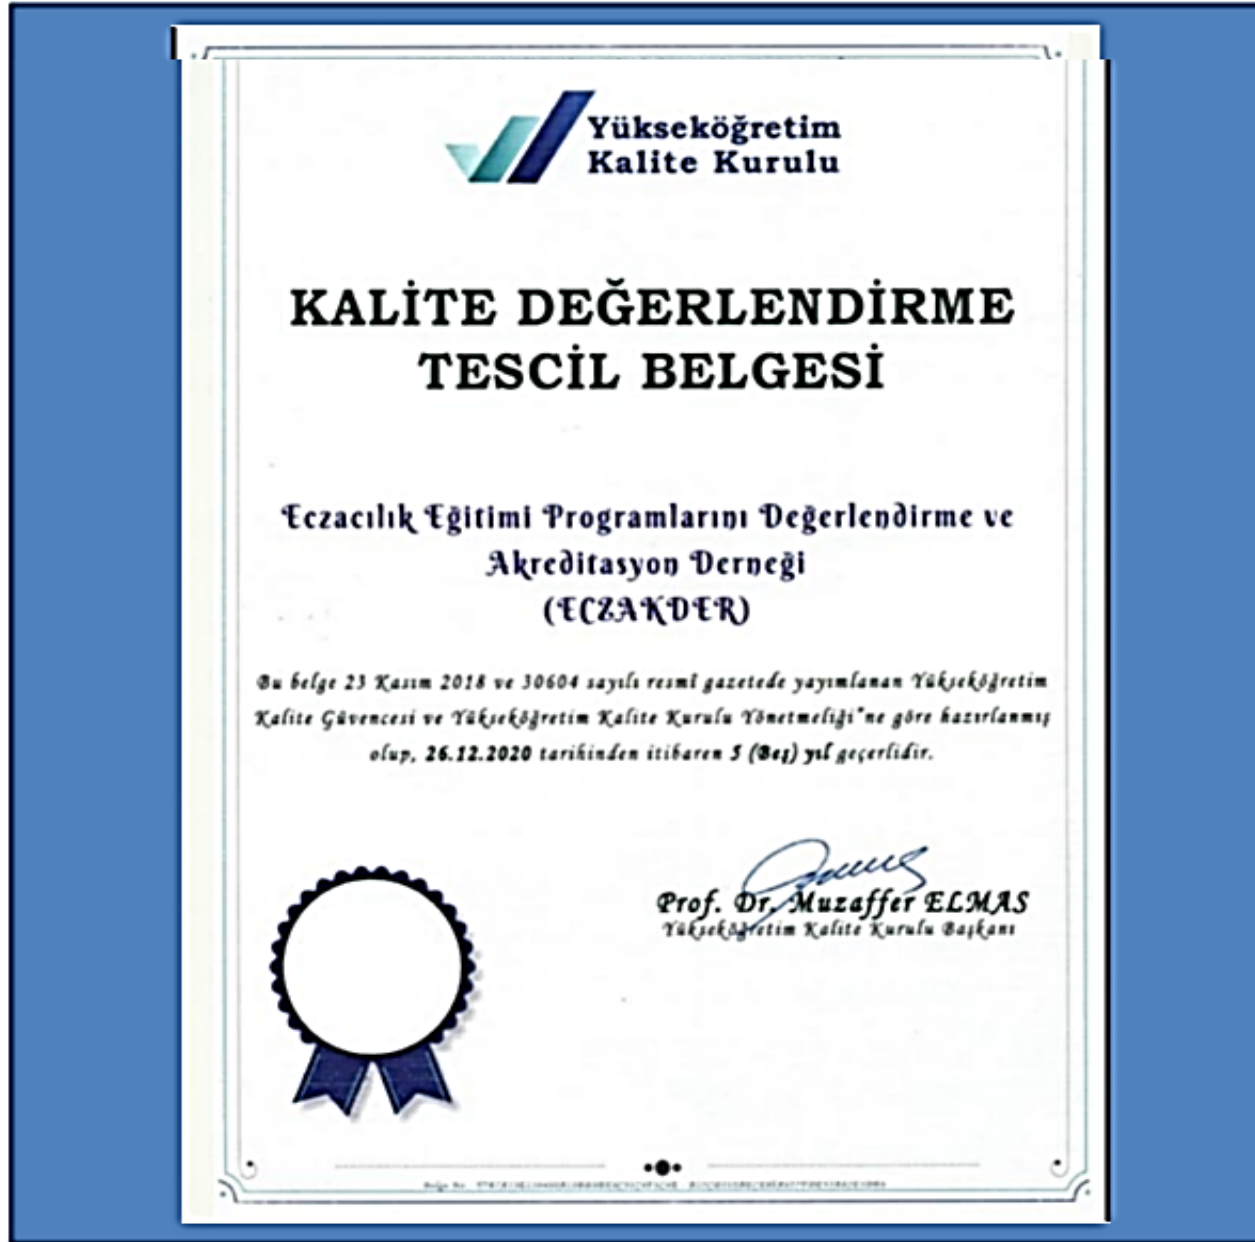 Yükseköğretim
Kalite Kurulu
KALİTE DEĞERLENDİRME
TESCİL BELGESİ
Eczacılık Eğitimi Programlarını Değerlendirme ve
Akreditasyon Derneği
(ECZAKDER)
Bu belge 23 Kasım 2018 ve 30604 sayılı resmî gazetede yayımlanan Yükseköğretim
Kalite Güvencesi ve Yükseköğretim Kalite Kurulu Yönetmeliği"ne göre hazırlanmış
olup, 26.12.2020 tarihinden itibaren 5 (Beş) yıl geçerlidir.
Prof. Dr. Muzaffer ELMAS
Yükseköğretim Kalite Kurulu Başkanı
Belge No